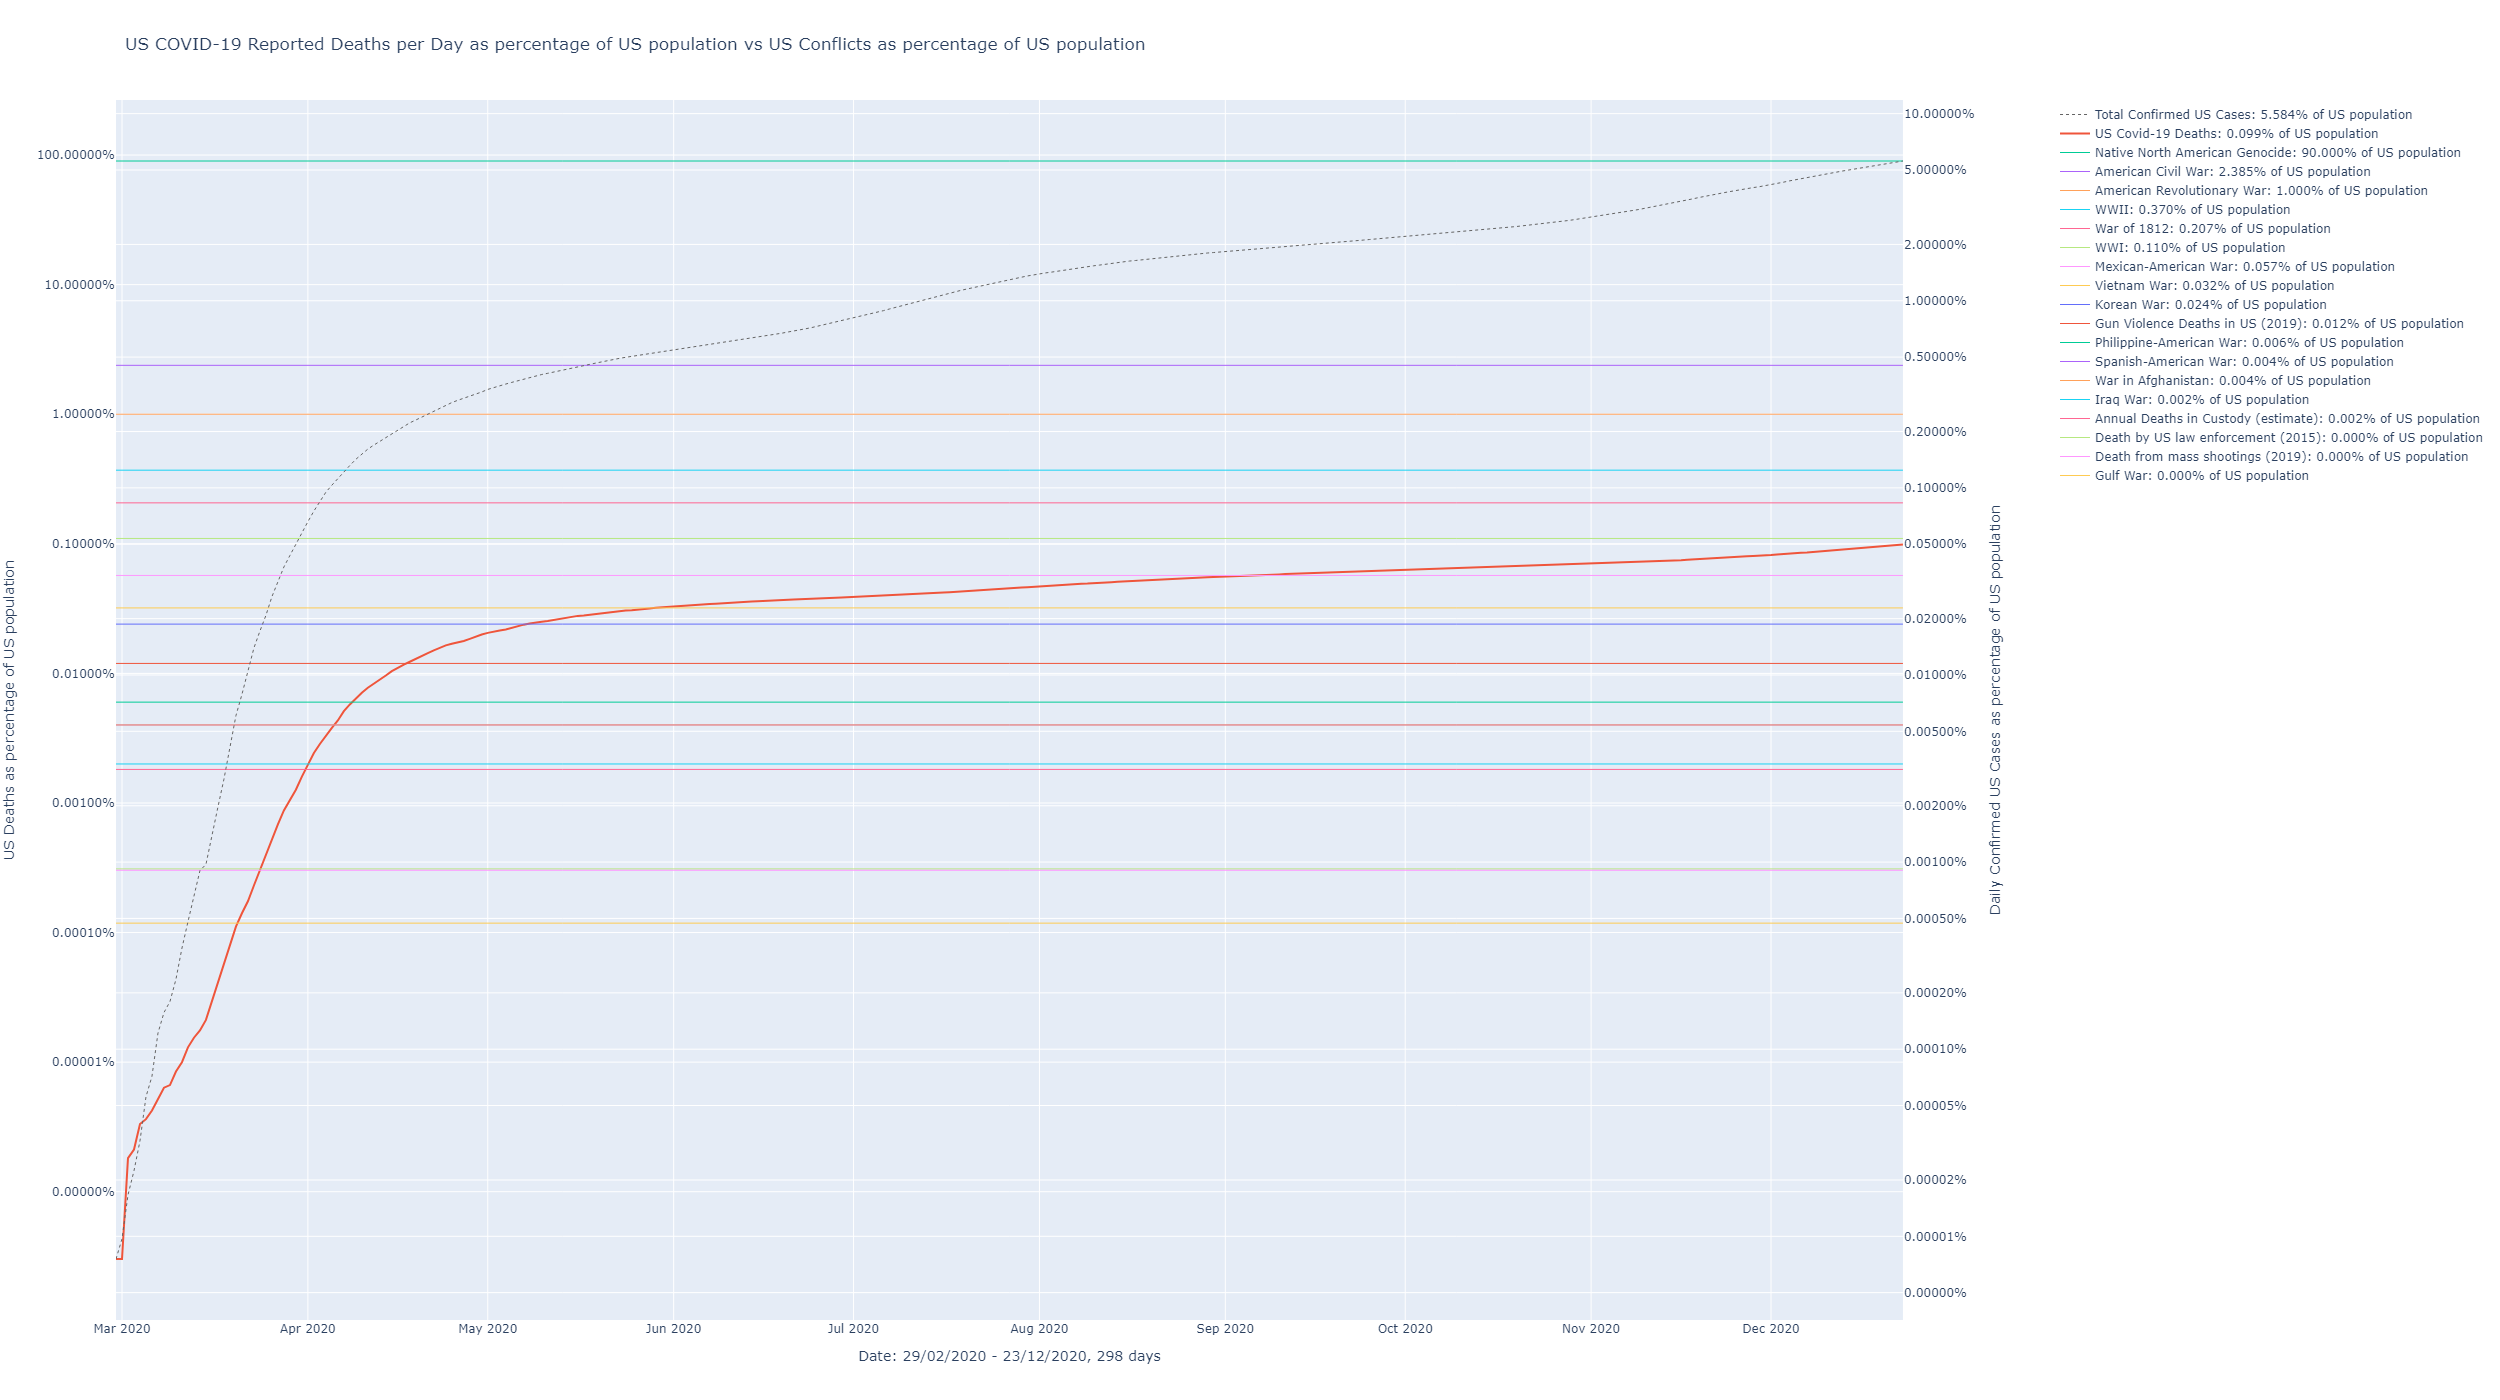 US COVID-19 Reported Deaths per Day as percentage of US population vs US Conflicts as percentage of US population
US Deaths as percentage of US population
100.00000%
10.00000%
1.00000%
0.10000%
0.01000%
0.00100%
0.00010%
0.00001%
0.00000%
10.00000%
5.00000%
2.00000%
1.00000%
0.50000%
0.20000%
0.10000%
0.05000%
0.02000%
0.01000%
0.00500%
0.00200%
0.00100%
0.00050%
0.00020%
0.00010%
0.00005%
0.00002%
0.00001%
0.00000%
Daily Confirmed US Cases as percentage of US population
Mar 2020
Apr 2020
May 2020
Jun 2020
Jul 2020
Aug 2020
Sep 2020
Oct 2020
Nov 2020
Dec 2020
Date: 29/02/2020 - 23/12/2020, 298 days
Total Confirmed US Cases: 5.584% of US population
US Covid-19 Deaths: 0.099% of US population
Native North American Genocide: 90.000% of US population
American Civil War: 2.385% of US population
American Revolutionary War: 1.000% of US population
WWII: 0.370% of US population
War of 1812: 0.207% of US population
WWI: 0.110% of US population
Mexican-American War: 0.057% of US population
Vietnam War: 0.032% of US population
Korean War: 0.024% of US population
Gun Violence Deaths in US (2019): 0.012% of US population
Philippine-American War: 0.006% of US population
Spanish-American War: 0.004% of US population
War in Afghanistan: 0.004% of US population
Iraq War: 0.002% of US population
Annual Deaths in Custody (estimate): 0.002% of US population
Death by US law enforcement (2015): 0.000% of US population
Death from mass shootings (2019): 0.000% of US population
Gulf War: 0.000% of US population